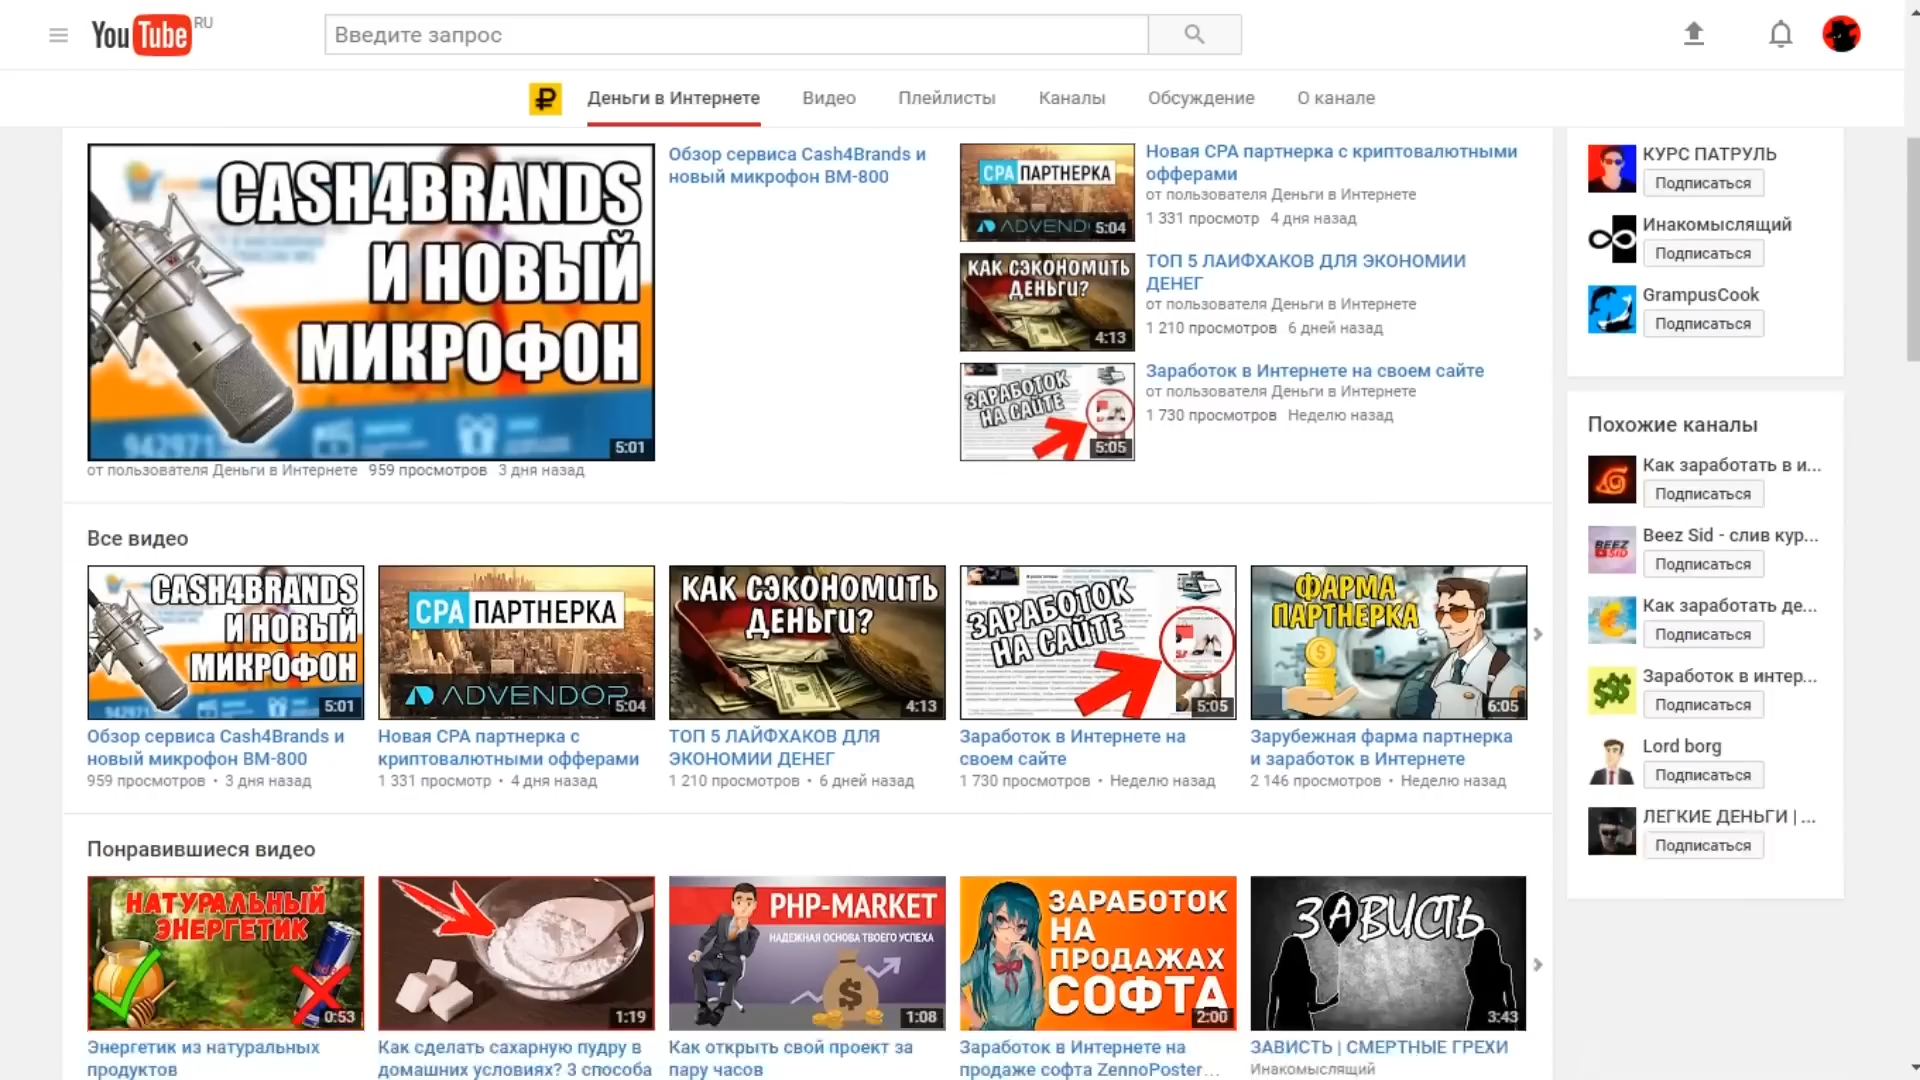 YouTube RU
Введите запрос
Деньги в Интернете
Видео
Плейлисты
Каналы
Обсуждение
О канале
CASH4BRANDS
И НОВЫЙ
МИКРОФОН
942971
5:01
от пользователя Деньги в Интернете 959 просмотров 3 дня назад
Обзор сервиса Cash4Brands и
новый микрофон BM-800
CPA ПАРТНЕРКА
5:04
Новая CPA партнерка с криптовалютными
офферами
от пользователя Деньги в Интернете
1 331 просмотр 4 дня назад
КАК СЭКОНОМИТЬ
ДЕНЬГИ?
4:13
ТОП 5 ЛАЙФХАКОВ ДЛЯ ЭКОНОМИИ
ДЕНЕГ
от пользователя Деньги в Интернете
1 210 просмотров 6 дней назад
ЗАРАБОТОК
НА САЙТЕ
5:05
Заработок в Интернете на своем сайте
от пользователя Деньги в Интернете
1 730 просмотров Неделю назад
КУРС ПАТРУЛЬ
Подписаться
Инакомыслящий
Подписаться
GrampusCook
Подписаться
Похожие каналы
Как заработать в и...
Подписаться
BEEZ
SID
Beez Sid - слив кур...
Подписаться
Как заработать де...
Подписаться
Заработок в интер...
Подписаться
Lord borg
Подписаться
ЛЕГКИЕ ДЕНЬГИ | ...
Подписаться
Все видео
CASH4BRANDS
И НОВЫЙ
МИКРОФОН
5:01
Обзор сервиса Cash4Brands и
новый микрофон BM-800
959 просмотров • 3 дня назад
CPA ПАРТНЕРКА
ADVENDOR
5:04
Новая CPA партнерка с
криптовалютными офферами
1 331 просмотр • 4 дня назад
КАК СЭКОНОМИТЬ
ДЕНЬГИ?
4:13
ТОП 5 ЛАЙФХАКОВ ДЛЯ
ЭКОНОМИИ ДЕНЕГ
1 210 просмотров • 6 дней назад
ЗАРАБОТОК
НА САЙТЕ
5:05
Заработок в Интернете на
своем сайте
1 730 просмотров • Неделю назад
ФАРМА
ПАРТНЕРКА
6:05
Зарубежная фарма партнерка
и заработок в Интернете
2 146 просмотров • Неделю назад
Понравившиеся видео
НАТУРАЛЬНЫЙ
ЭНЕРГЕТИК
0:53
Энергетик из натуральных
продуктов
1:19
Как сделать сахарную пудру в
домашних условиях? 3 способа
PHP-MARKET
НАДЕЖНАЯ ОСНОВА ТВОЕГО УСПЕХА
1:08
Как открыть свой проект за
пару часов
ЗАРАБОТОК
НА
ПРОДАЖАХ
СОФТА
2:00
Заработок в Интернете на
продаже софта ZennoPoster...
ЗАВИСТЬ
3:43
ЗАВИСТЬ | СМЕРТНЫЕ ГРЕХИ
Инакомыслящий